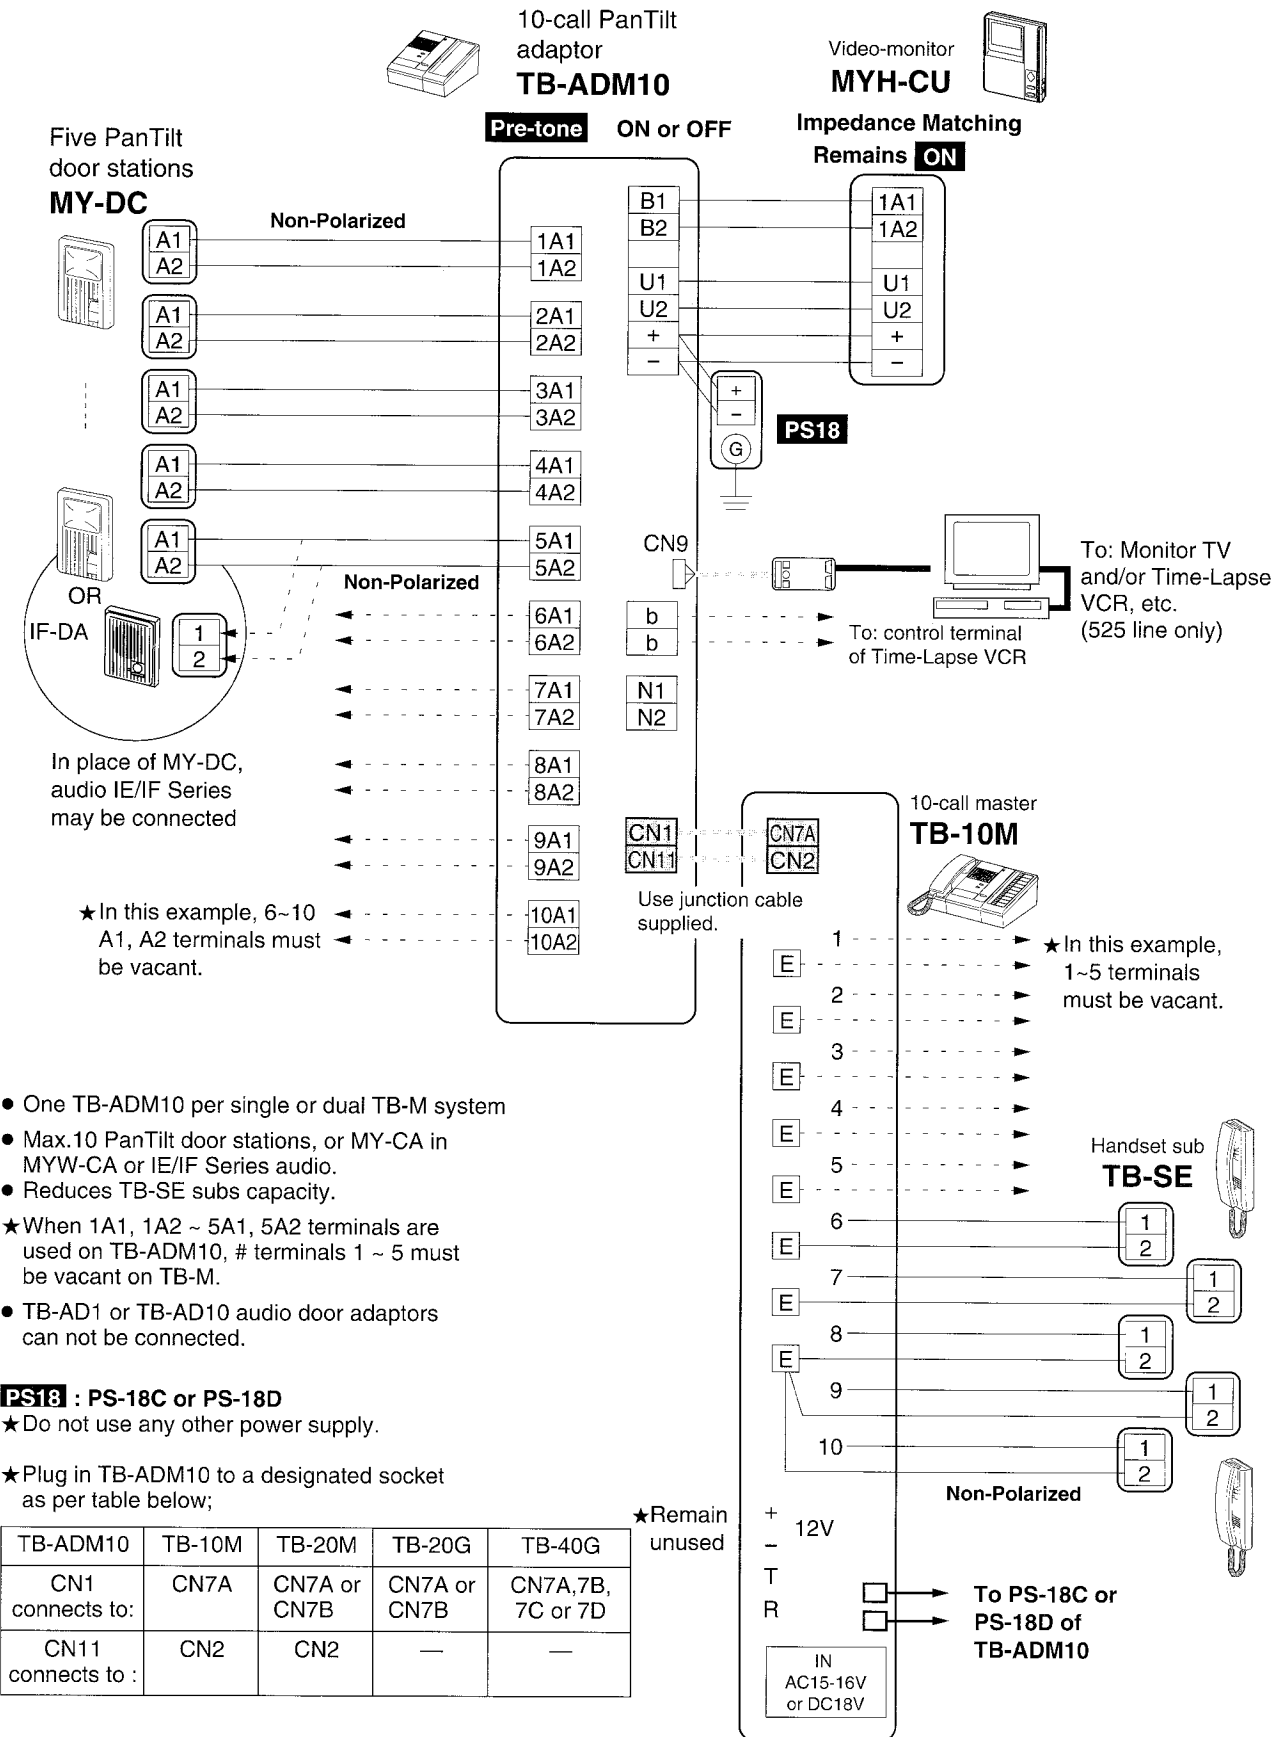 10-call PanTilt
adaptor
TB-ADM10
Video-monitor
MYH-CU
Pre-tone ON or OFF
Impedance Matching
Remains ON
Five PanTilt
door stations
MY-DC
Non-Polarized
A1
A2
A1
A2
A1
A2
A1
A2
A1
A2
OR
IF-DA
1
2
In place of MY-DC,
audio IE/IF Series
may be connected
Non-Polarized
1A1
1A2
2A1
2A2
3A1
3A2
4A1
4A2
5A1
5A2
6A1
6A2
7A1
7A2
8A1
8A2
9A1
9A2
10A1
10A2
★In this example, 6~10
A1, A2 terminals must
be vacant.
B1
B2
U1
U2
+
−
1A1
1A2
U1
U2
+
−
+
−
G
PS18
CN9
b
b
N1
N2
To: Monitor TV
and/or Time-Lapse
VCR, etc.
(525 line only)
To: control terminal
of Time-Lapse VCR
CN1
CN11
CN7A
CN2
Use junction cable
supplied.
10-call master
TB-10M
1
E
2
E
3
E
4
E
5
E
6
E
7
E
8
E
9
10
★In this example,
1~5 terminals
must be vacant.
Handset sub
TB-SE
1
2
1
2
1
2
1
2
1
2
Non-Polarized
● One TB-ADM10 per single or dual TB-M system
● Max.10 PanTilt door stations, or MY-CA in
MYW-CA or IE/IF Series audio.
● Reduces TB-SE subs capacity.
★When 1A1, 1A2 ~ 5A1, 5A2 terminals are
used on TB-ADM10, # terminals 1 ~ 5 must
be vacant on TB-M.
● TB-AD1 or TB-AD10 audio door adaptors
can not be connected.
PS18 : PS-18C or PS-18D
★Do not use any other power supply.
★Plug in TB-ADM10 to a designated socket
as per table below;
TB-ADM10 TB-10M TB-20M TB-20G TB-40G
CN1 connects to: CN7A CN7A or CN7B CN7A or CN7B CN7A,7B, 7C or 7D
CN11 connects to : CN2 CN2 — —
★Remain
unused
+
−
12V
T
R
To PS-18C or
PS-18D of
TB-ADM10
IN
AC15-16V
or DC18V